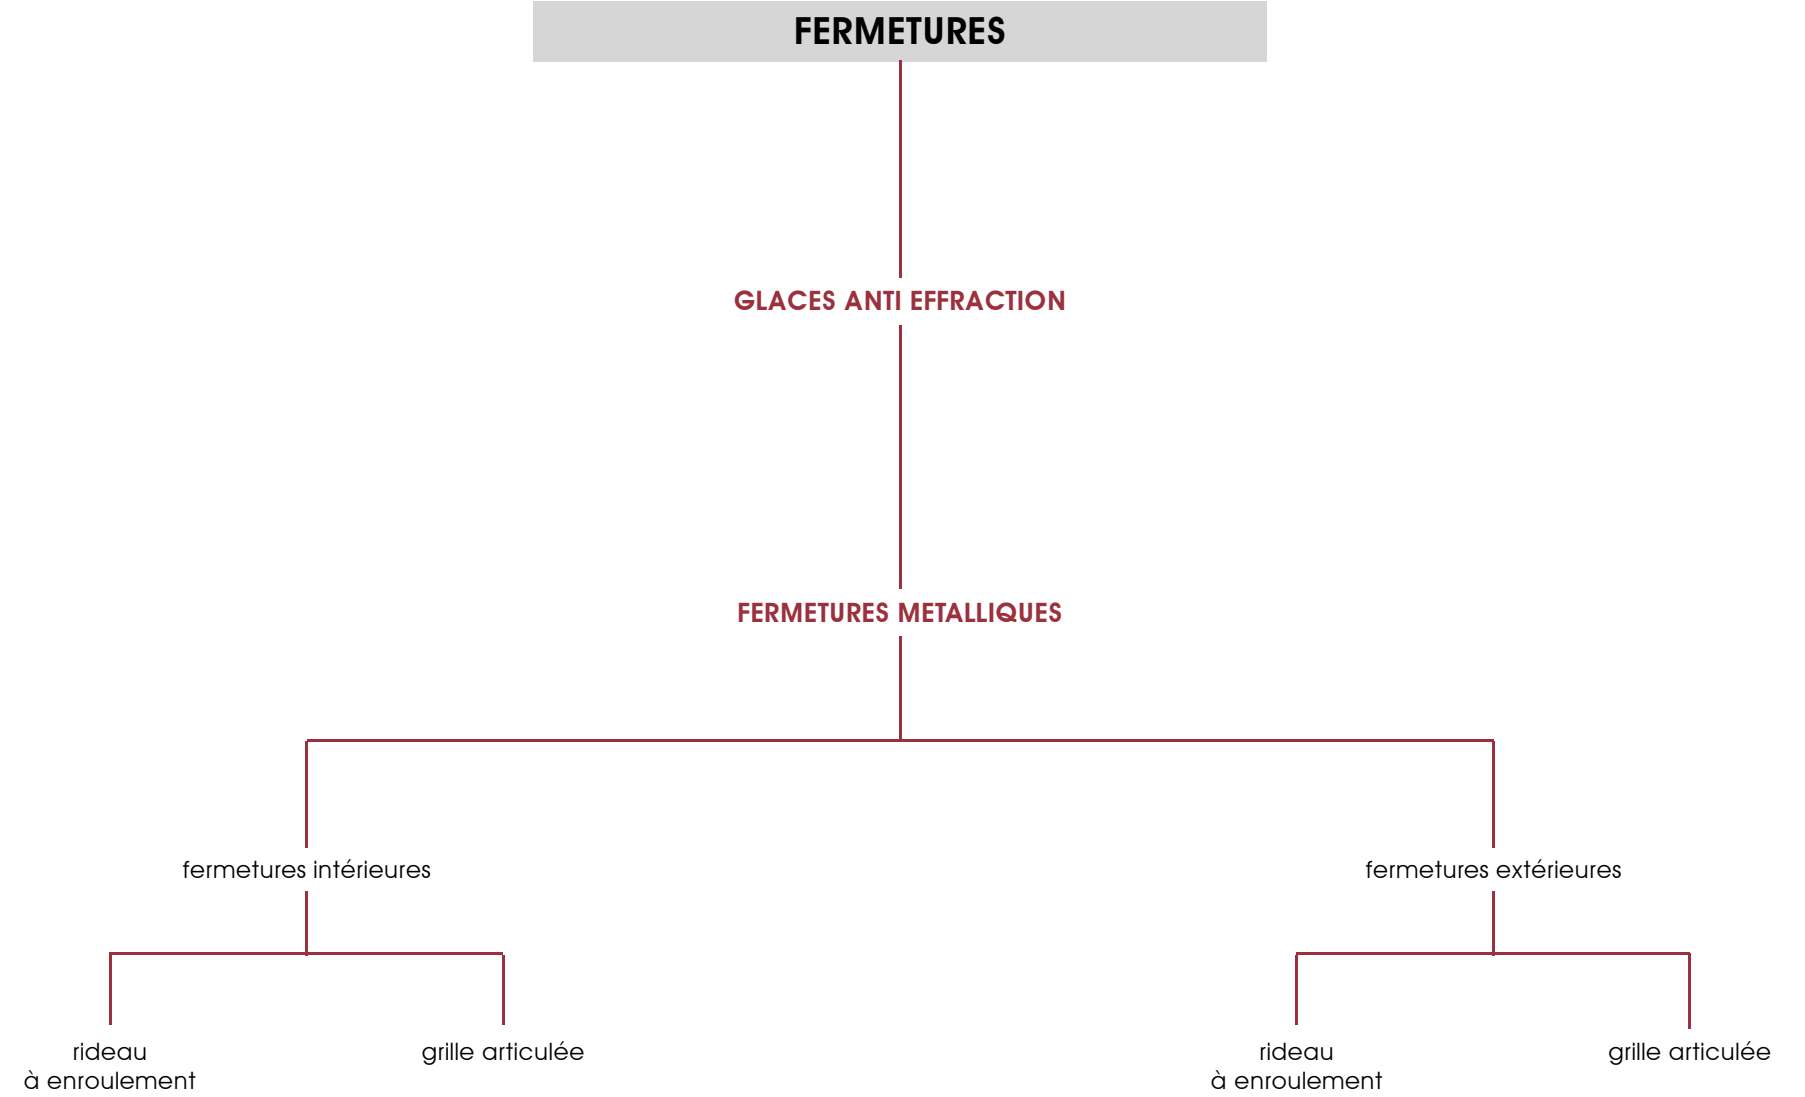 FERMETURES
GLACES ANTI EFFRACTION
FERMETURES METALLIQUES
fermetures intérieures
fermetures extérieures
rideau
à enroulement
grille articulée
rideau
à enroulement
grille articulée